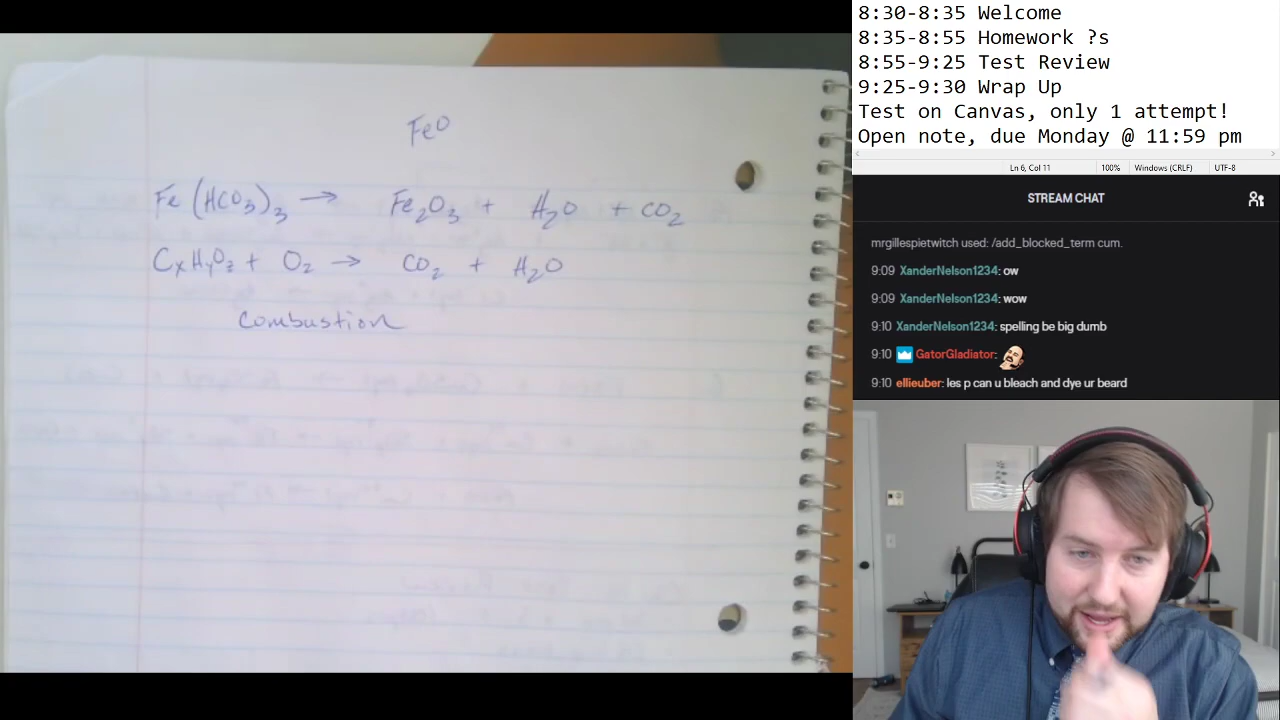 FeO
Fe(HCO3)3 → Fe2O3 + H2O + CO2
CxHyOz + O2 → CO2 + H2O
Combustion
8:30-8:35 Welcome
8:35-8:55 Homework ?s
8:55-9:25 Test Review
9:25-9:30 Wrap Up
Test on Canvas, only 1 attempt!
Open note, due Monday @ 11:59 pm
Ln 6, Col 11 100% Windows (CRLF) UTF-8
STREAM CHAT
mrgillespietwitch used: /add_blocked_term cum.
9:09 XanderNelson1234: ow
9:09 XanderNelson1234: wow
9:10 XanderNelson1234: spelling be big dumb
9:10 GatorGladiator:
9:10 ellieuber: les p can u bleach and dye ur beard